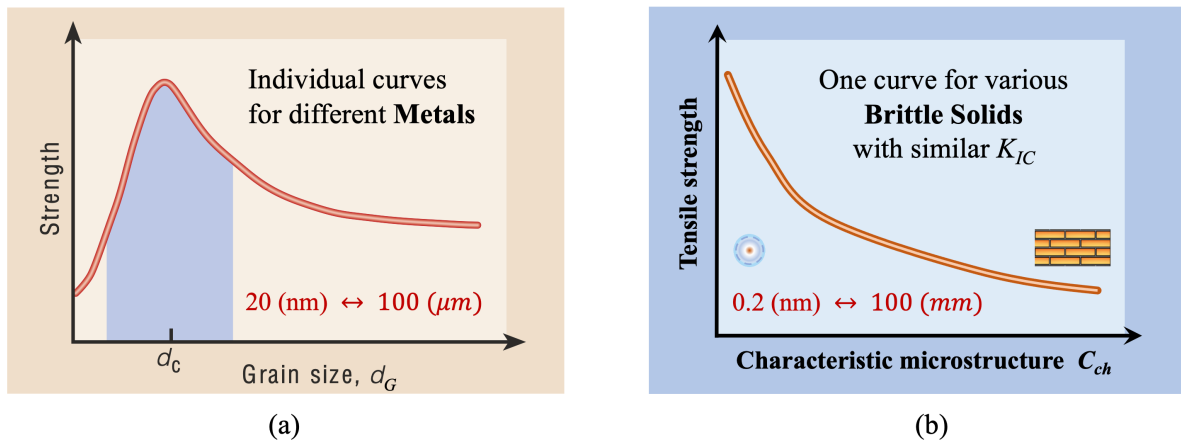 Individual curves
for different Metals
Strength
20 (nm) ↔ 100 (μm)
d_C
Grain size, d_G
(a)
One curve for various
Brittle Solids
with similar K_IC
Tensile strength
0.2 (nm) ↔ 100 (mm)
Characteristic microstructure C_ch
(b)